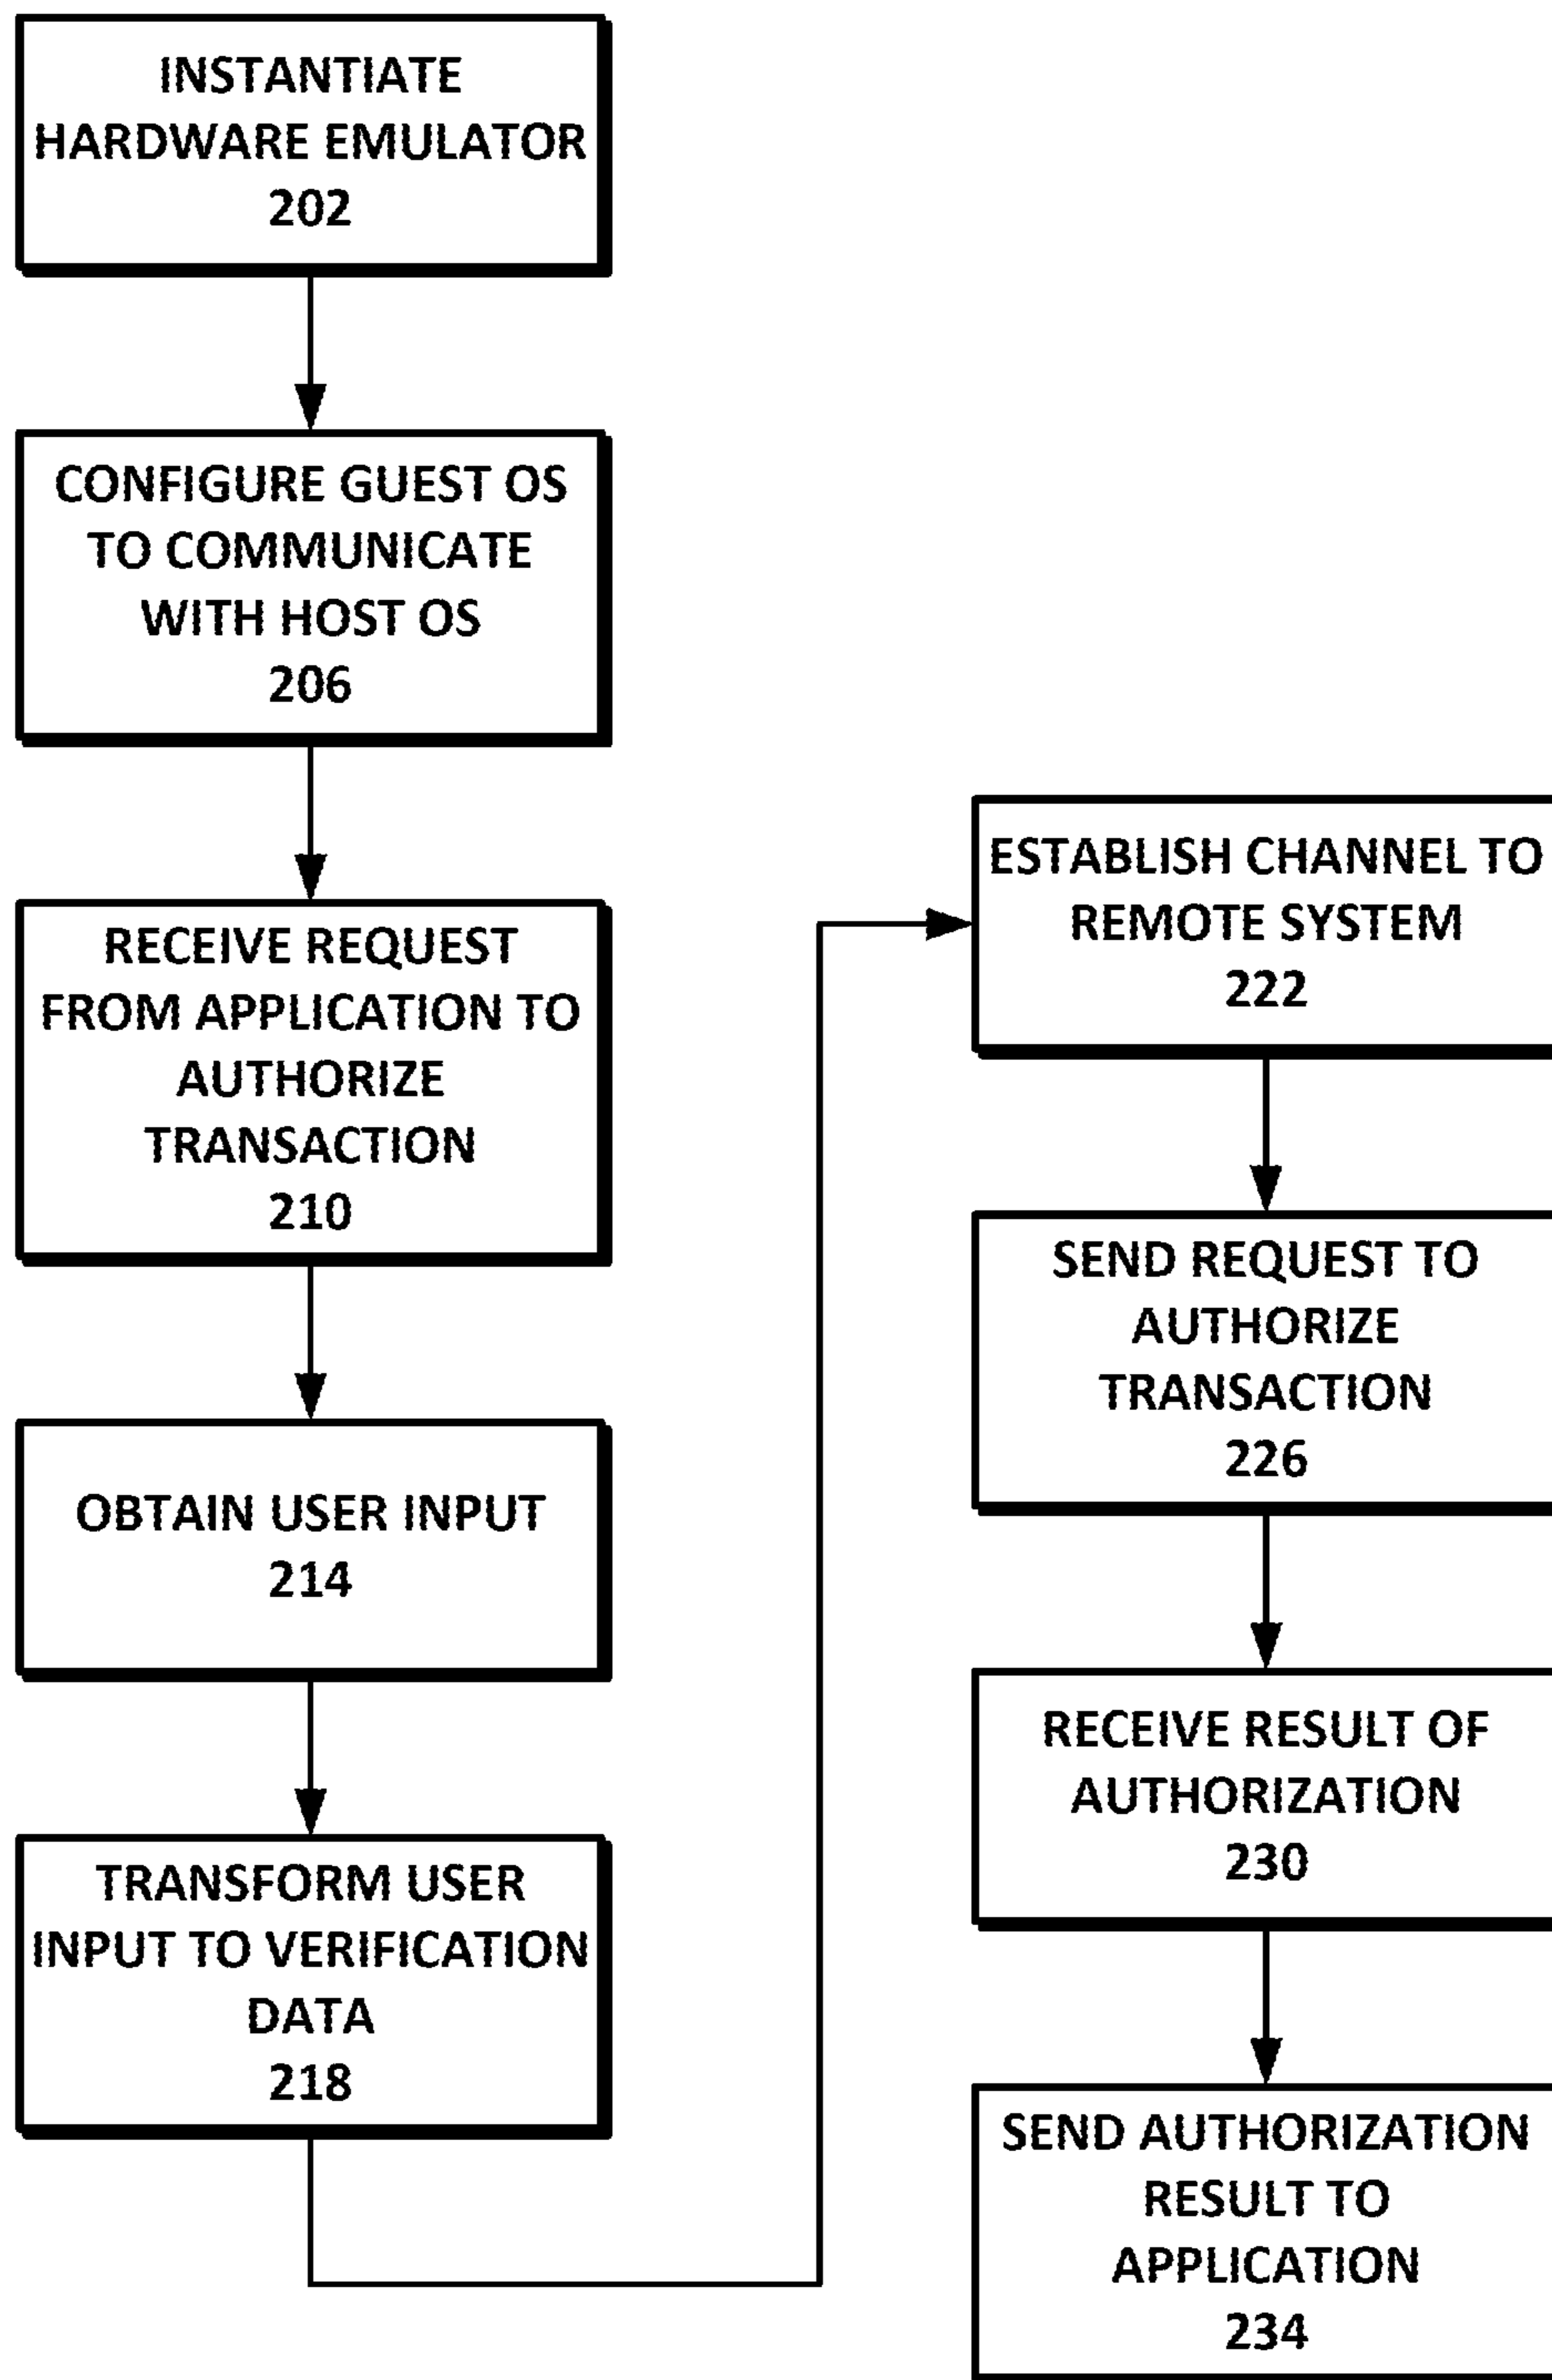 INSTANTIATE
HARDWARE EMULATOR
202
CONFIGURE GUEST OS
TO COMMUNICATE
WITH HOST OS
206
RECEIVE REQUEST
FROM APPLICATION TO
AUTHORIZE
TRANSACTION
210
OBTAIN USER INPUT
214
TRANSFORM USER
INPUT TO VERIFICATION
DATA
218
ESTABLISH CHANNEL TO
REMOTE SYSTEM
222
SEND REQUEST TO
AUTHORIZE
TRANSACTION
226
RECEIVE RESULT OF
AUTHORIZATION
230
SEND AUTHORIZATION
RESULT TO
APPLICATION
234